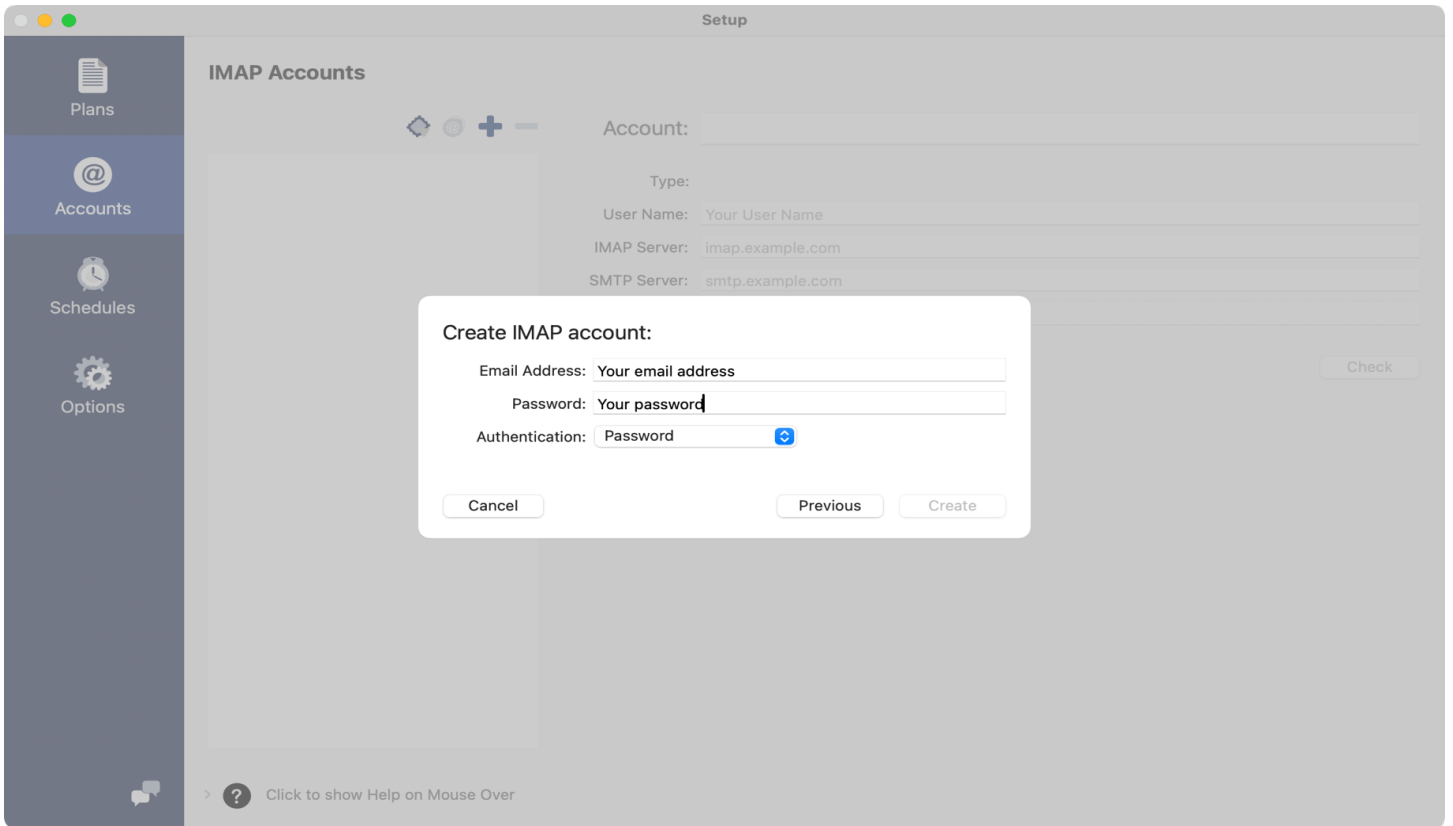 Setup
Plans
Accounts
Schedules
Options
IMAP Accounts
Account:
Type:
User Name: Your User Name
IMAP Server: imap.example.com
SMTP Server: smtp.example.com
Check
Create IMAP account:
Email Address: Your email address
Password: Your password
Authentication: Password
Cancel Previous Create
? Click to show Help on Mouse Over